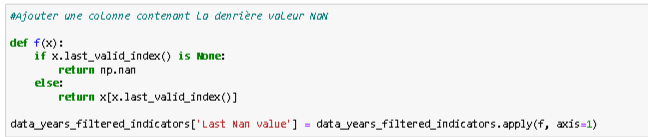 #Ajouter une colonne contenant la denrière valeur NaN
def f(x):
    if x.last_valid_index() is None:
        return np.nan
    else:
        return x[x.last_valid_index()]
data_years_filtered_indicators['Last Nan value'] = data_years_filtered_indicators.apply(f, axis=1)